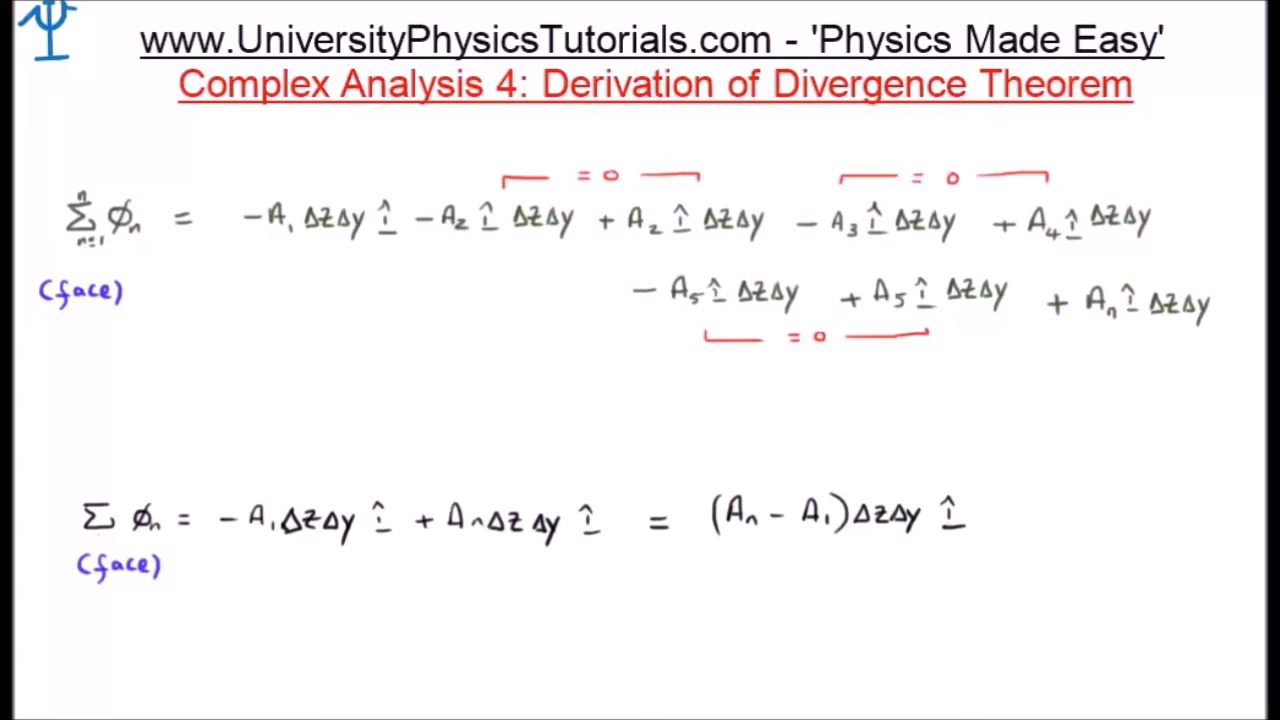 www.UniversityPhysicsTutorials.com - 'Physics Made Easy'
Complex Analysis 4: Derivation of Divergence Theorem
= 0 = 0
n
Σ ϕₙ = -A₁ ΔZΔy î - A₂ î ΔZΔy + A₂ î ΔZΔy - A₃ î ΔZΔy + A₄ î ΔZΔy
n=1
(face) - A₅ î ΔZΔy + A₅ î ΔZΔy + Aₙ î ΔZΔy
= 0
Σ ϕₙ = - A₁ ΔZΔy î + Aₙ ΔZ Δy î = (Aₙ - A₁) ΔZΔy î
(face)